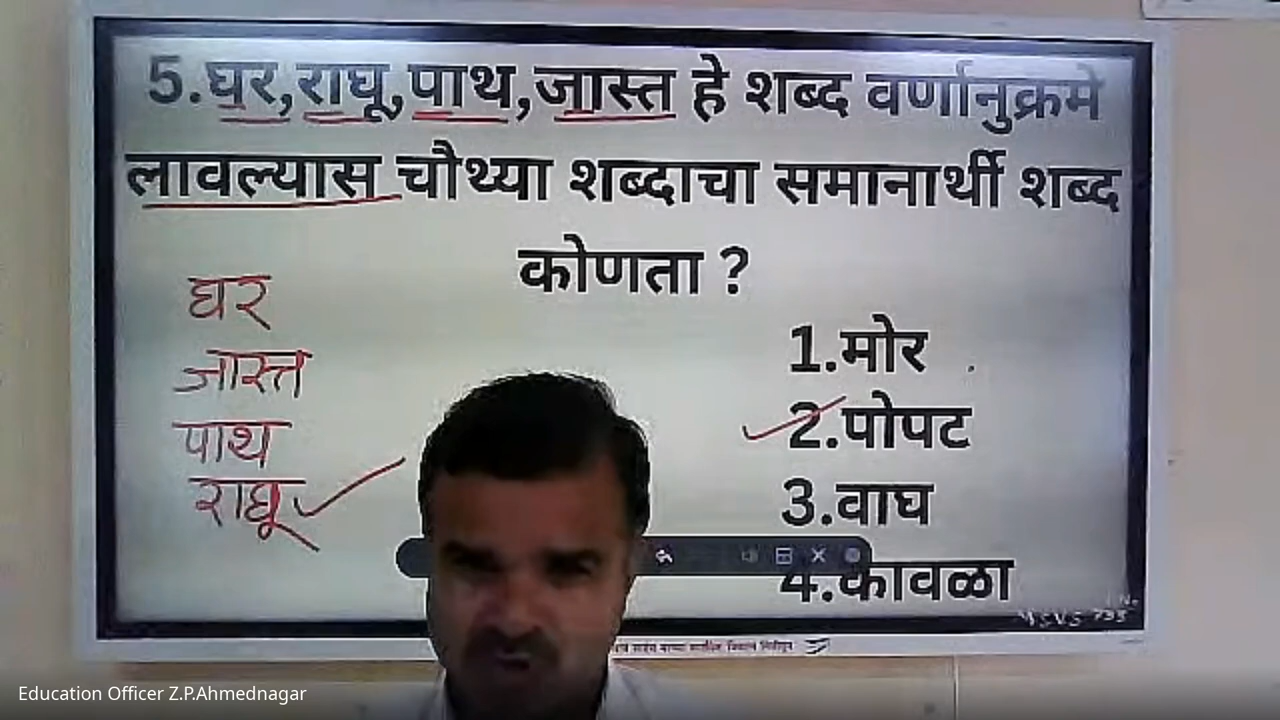 5.घर,राघू,पाथ,जास्त हे शब्द वर्णानुक्रमे
लावल्यास चौथ्या शब्दाचा समानार्थी शब्द
कोणता ?
घर
जास्त
पाथ
राघू
1.मोर
2.पोपट
3.वाघ
4.कावळा
Education Officer Z.P.Ahmednagar